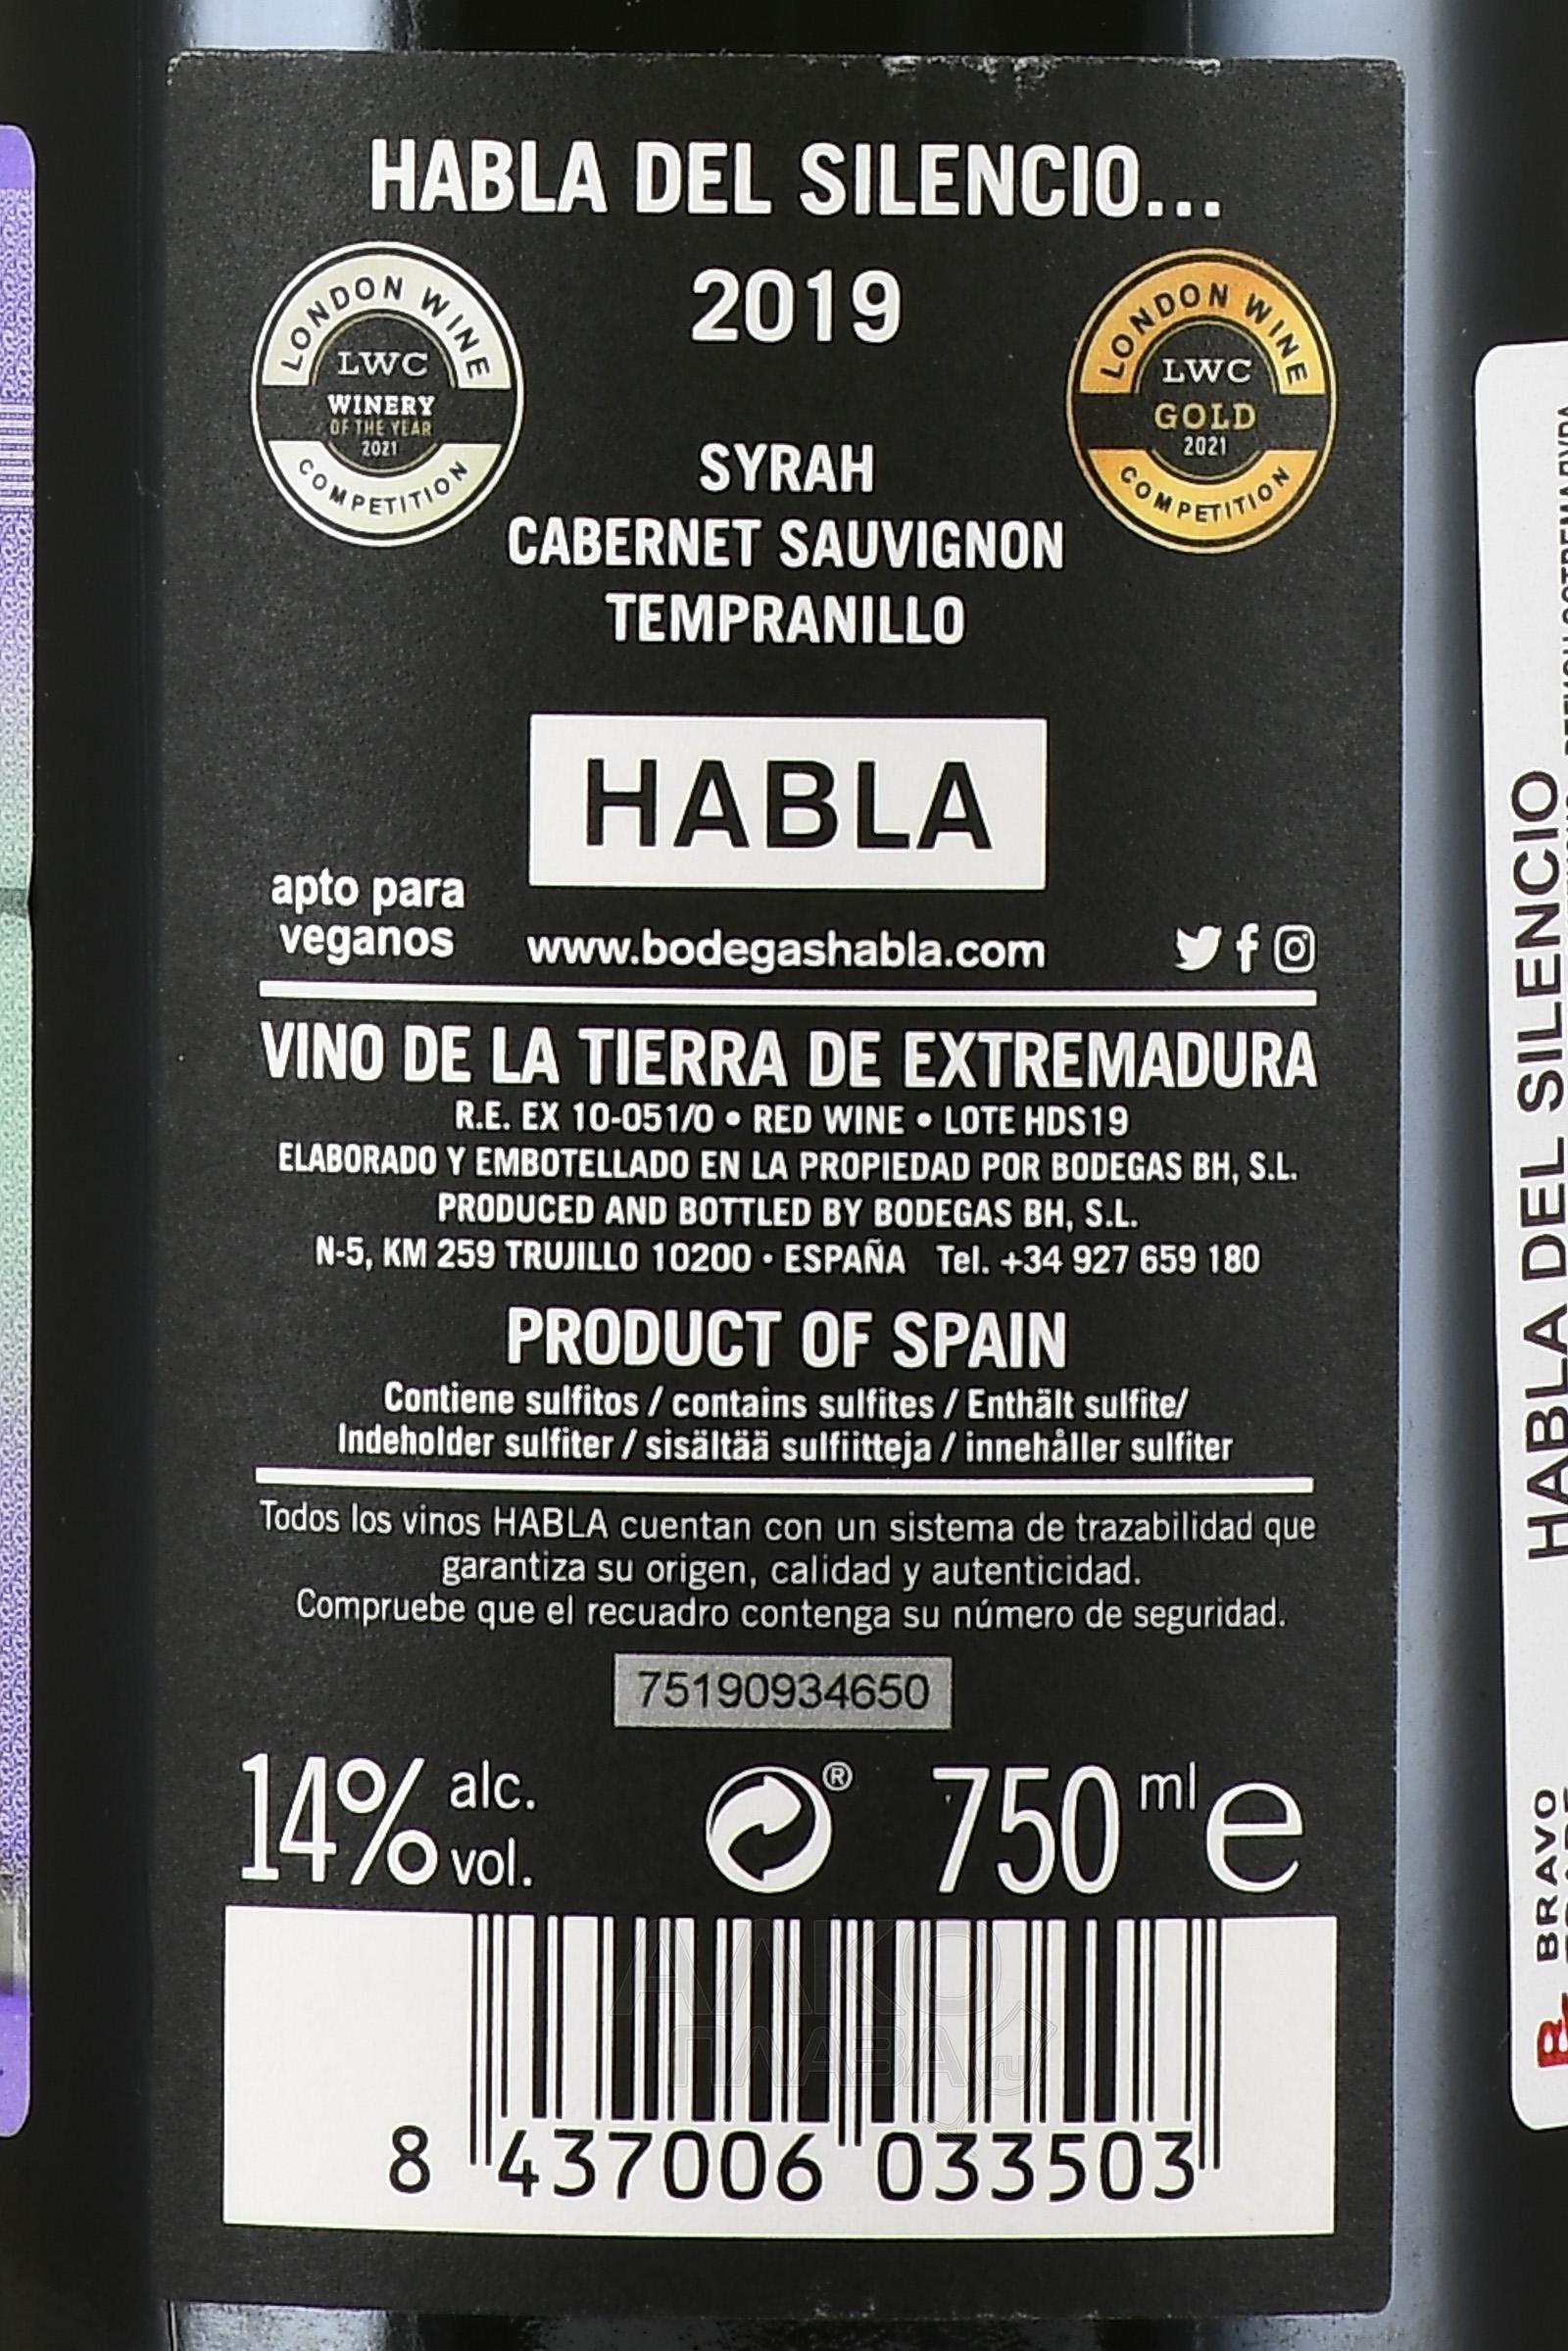 HABLA DEL SILENCIO...
2019
LONDON WINE
LWC
WINERY
OF THE YEAR
2021
COMPETITION
LONDON WINE
LWC
GOLD
2021
COMPETITION
SYRAH
CABERNET SAUVIGNON
TEMPRANILLO
HABLA
apto para
veganos
www.bodegashabla.com
VINO DE LA TIERRA DE EXTREMADURA
R.E. EX 10-051/0 • RED WINE • LOTE HDS19
ELABORADO Y EMBOTELLADO EN LA PROPIEDAD POR BODEGAS BH, S.L.
PRODUCED AND BOTTLED BY BODEGAS BH, S.L.
N-5, KM 259 TRUJILLO 10200 • ESPAÑA Tel. +34 927 659 180
PRODUCT OF SPAIN
Contiene sulfitos / contains sulfites / Enthält sulfite/
Indeholder sulfiter / sisältää sulfiitteja / innehåller sulfiter
Todos los vinos HABLA cuentan con un sistema de trazabilidad que
garantiza su origen, calidad y autenticidad.
Compruebe que el recuadro contenga su número de seguridad.
75190934650
14% alc.
vol.
®
750 ml e
АЛКО
ПЛАВА
.ru
8 437006 033503
HABLA DEL SILENCIO
BRAVO